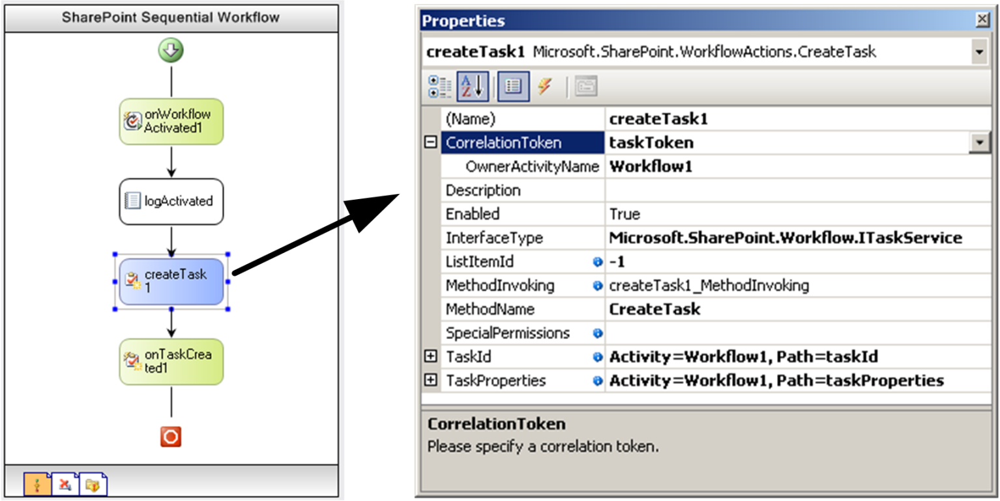 SharePoint Sequential Workflow
onWorkflow
Activated1
logActivated
createTask
1
onTaskCrea
ted1
Properties
createTask1 Microsoft.SharePoint.WorkflowActions.CreateTask
A
Z
(Name) createTask1
CorrelationToken taskToken
OwnerActivityName Workflow1
Description
Enabled True
InterfaceType Microsoft.SharePoint.Workflow.ITaskService
ListItemId -1
MethodInvoking createTask1_MethodInvoking
MethodName CreateTask
SpecialPermissions
TaskId Activity=Workflow1, Path=taskId
TaskProperties Activity=Workflow1, Path=taskProperties
CorrelationToken
Please specify a correlation token.